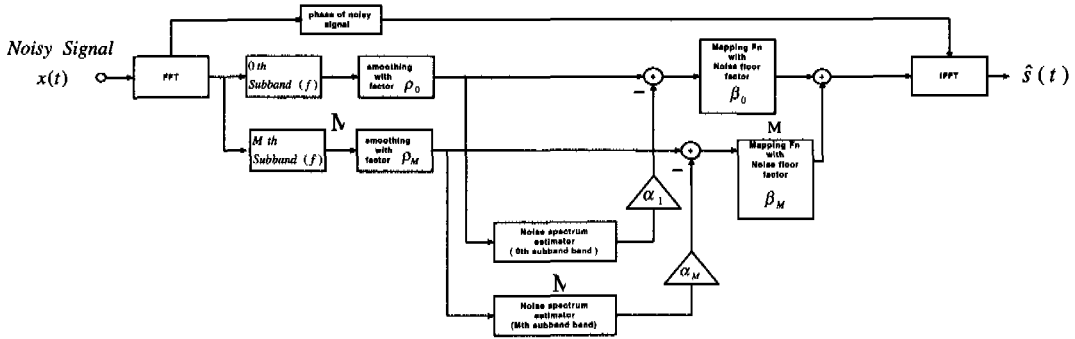 phase of noisy
signal
Noisy Signal
x(t)
FFT
0 th
Subband (f)
smoothing
with
factor ρ0
Mapping Fn
with
Noise floor
factor
β0
IFFT
ŝ(t)
M
M th
Subband (f)
smoothing
with
factor ρM
M
Mapping Fn
with
Noise floor
factor
βM
α1
Noise spectrum
estimator
( 0th subband band )
αM
M
Noise spectrum
estimator
(Mth subband band)